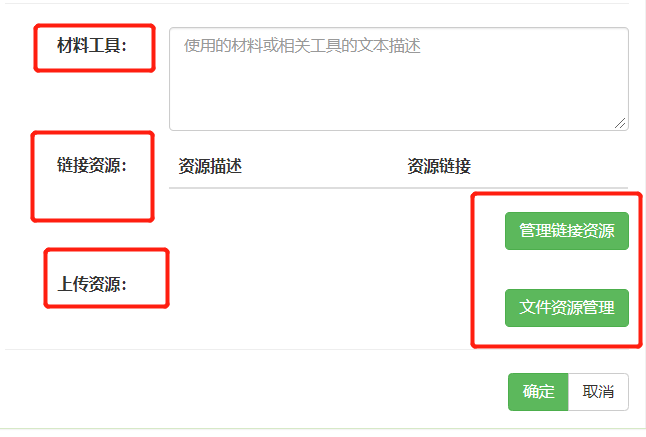 材料工具：
使用的材料或相关工具的文本描述
链接资源：
资源描述 资源链接
管理链接资源
上传资源：
文件资源管理
确定 取消